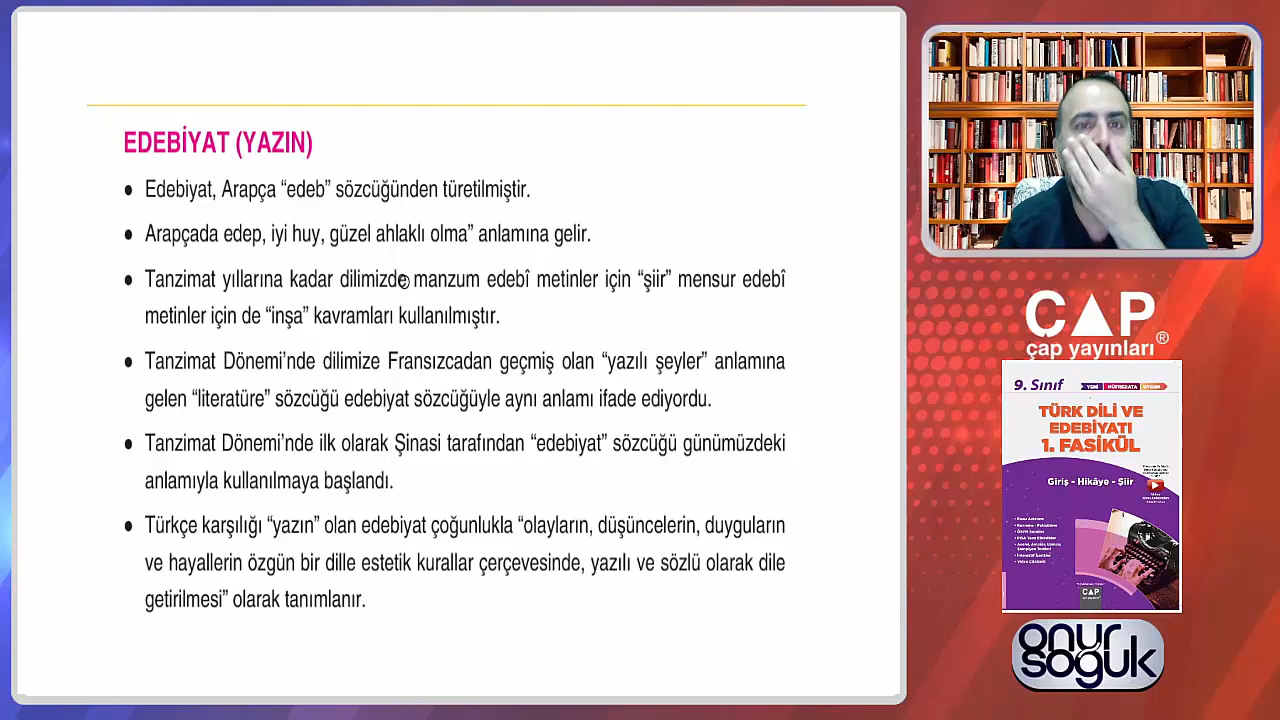 EDEBİYAT (YAZIN)
● Edebiyat, Arapça “edeb” sözcüğünden türetilmiştir.
● Arapçada edep, iyi huy, güzel ahlaklı olma” anlamına gelir.
● Tanzimat yıllarına kadar dilimizde manzum edebî metinler için “şiir” mensur edebî
metinler için de “inşa” kavramları kullanılmıştır.
● Tanzimat Dönemi’nde dilimize Fransızcadan geçmiş olan “yazılı şeyler” anlamına
gelen “literatüre” sözcüğü edebiyat sözcüğüyle aynı anlamı ifade ediyordu.
● Tanzimat Dönemi’nde ilk olarak Şinasi tarafından “edebiyat” sözcüğü günümüzdeki
anlamıyla kullanılmaya başlandı.
● Türkçe karşılığı “yazın” olan edebiyat çoğunlukla “olayların, düşüncelerin, duyguların
ve hayallerin özgün bir dille estetik kurallar çerçevesinde, yazılı ve sözlü olarak dile
getirilmesi” olarak tanımlanır.
ÇAP ®
çap yayınları
9. Sınıf
YENİ MÜFREDATA UYGUN
TÜRK DİLİ VE
EDEBİYATI
1. FASİKÜL
Giriş - Hikâye - Şiir
ÇAP
onur
soğuk